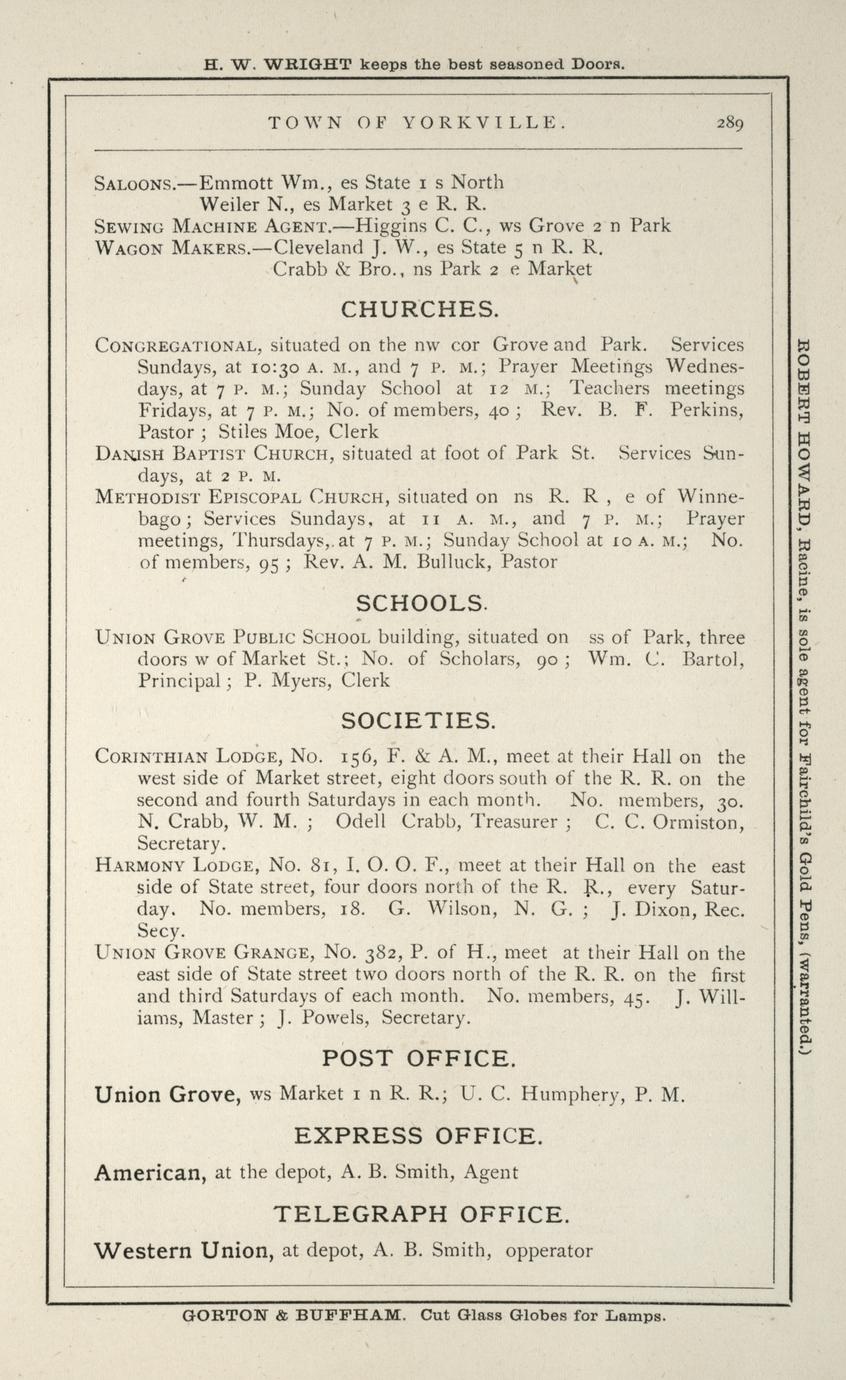 H. W. WRIGHT keeps the best seasoned Doors.
TOWN OF YORKVILLE. 289
SALOONS.—Emmott Wm., es State 1 s North
Weiler N., es Market 3 e R. R.
SEWING MACHINE AGENT.—Higgins C. C., ws Grove 2 n Park
WAGON MAKERS.—Cleveland J. W., es State 5 n R. R.
Crabb & Bro., ns Park 2 e Market
CHURCHES.
CONGREGATIONAL, situated on the nw cor Grove and Park. Services
Sundays, at 10:30 A. M., and 7 P. M.; Prayer Meetings Wednes-
days, at 7 P. M.; Sunday School at 12 M.; Teachers meetings
Fridays, at 7 P. M.; No. of members, 40; Rev. B. F. Perkins,
Pastor; Stiles Moe, Clerk
DANISH BAPTIST CHURCH, situated at foot of Park St. Services Sun-
days, at 2 P. M.
METHODIST EPISCOPAL CHURCH, situated on ns R. R , e of Winne-
bago; Services Sundays, at 11 A. M., and 7 P. M.; Prayer
meetings, Thursdays, at 7 P. M.; Sunday School at 10 A. M.; No.
of members, 95; Rev. A. M. Bulluck, Pastor
SCHOOLS.
UNION GROVE PUBLIC SCHOOL building, situated on ss of Park, three
doors w of Market St.; No. of Scholars, 90; Wm. C. Bartol,
Principal; P. Myers, Clerk
SOCIETIES.
CORINTHIAN LODGE, No. 156, F. & A. M., meet at their Hall on the
west side of Market street, eight doors south of the R. R. on the
second and fourth Saturdays in each month. No. members, 30.
N. Crabb, W. M.; Odell Crabb, Treasurer; C. C. Ormiston,
Secretary.
HARMONY LODGE, No. 81, I. O. O. F., meet at their Hall on the east
side of State street, four doors north of the R. R., every Satur-
day. No. members, 18. G. Wilson, N. G.; J. Dixon, Rec.
Secy.
UNION GROVE GRANGE, No. 382, P. of H., meet at their Hall on the
east side of State street two doors north of the R. R. on the first
and third Saturdays of each month. No. members, 45. J. Will-
iams, Master; J. Powels, Secretary.
POST OFFICE.
Union Grove, ws Market 1 n R. R.; U. C. Humphery, P. M.
EXPRESS OFFICE.
American, at the depot, A. B. Smith, Agent
TELEGRAPH OFFICE.
Western Union, at depot, A. B. Smith, opperator
GORTON & BUFFHAM. Cut Glass Globes for Lamps.
ROBERT HOWARD, Racine, is sole agent for Fairchild's Gold Pens, (warranted.)